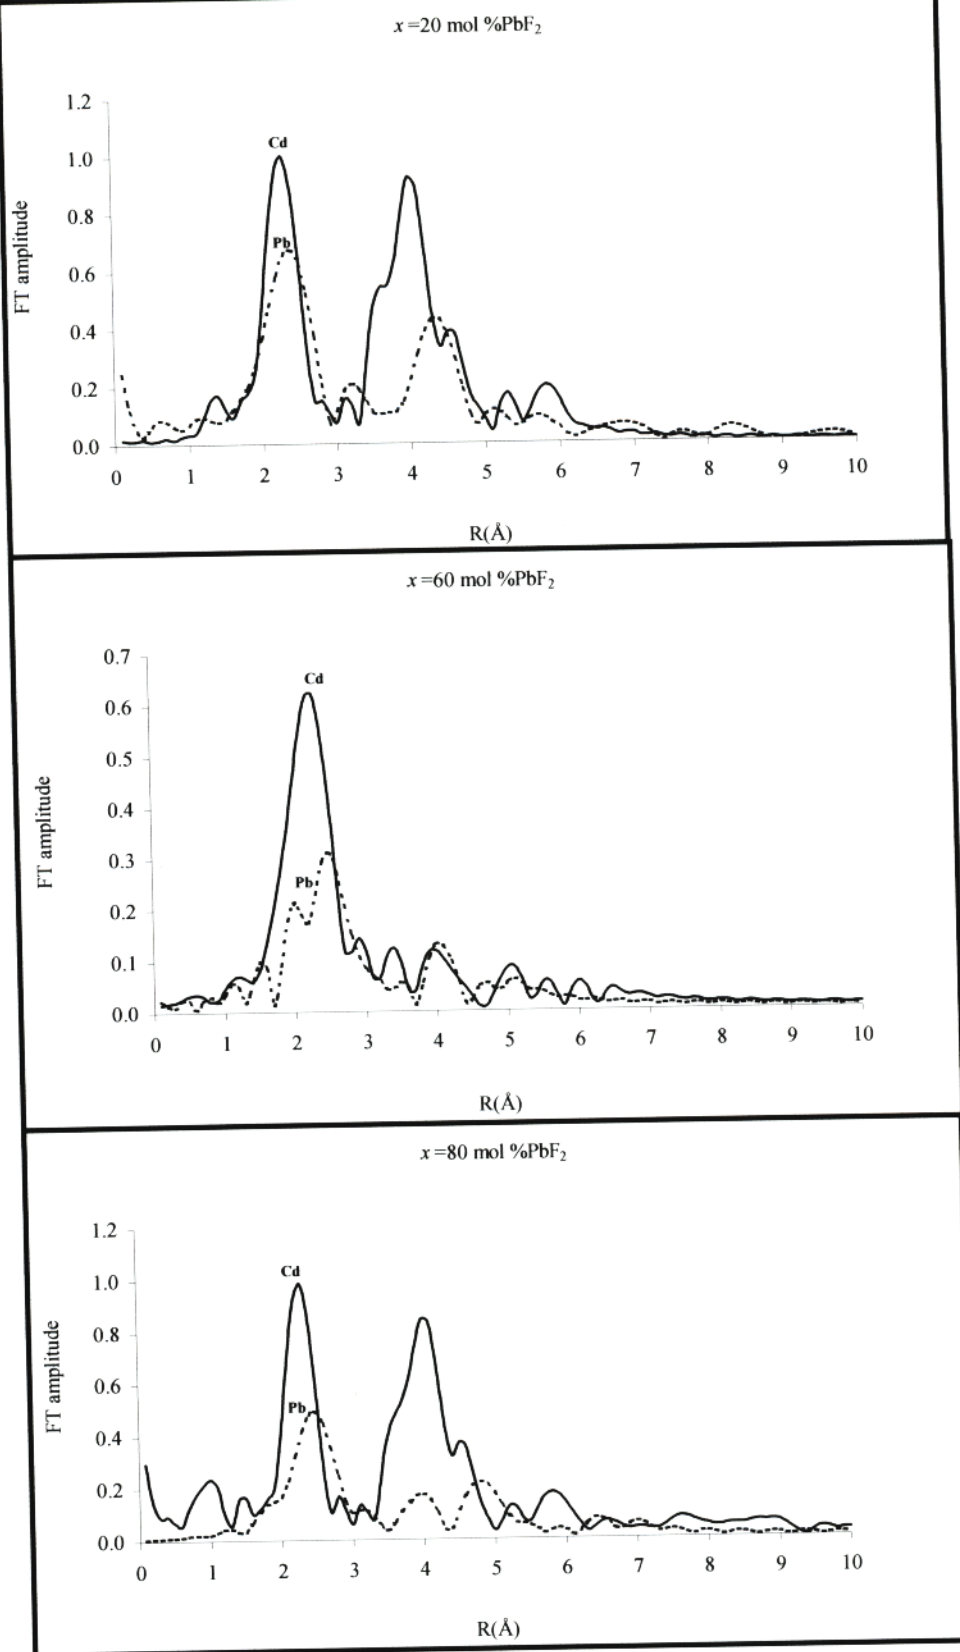 x =20 mol %PbF2
1.2
Cd
1.0
0.8
Pb
0.6
FT amplitude
0.4
0.2
0.0
0 1 2 3 4 5 6 7 8 9 10
R(Å)
x =60 mol %PbF2
0.7
Cd
0.6
0.5
0.4
FT amplitude
0.3
Pb
0.2
0.1
0.0
0 1 2 3 4 5 6 7 8 9 10
R(Å)
x =80 mol %PbF2
1.2
Cd
1.0
0.8
FT amplitude
0.6
Pb
0.4
0.2
0.0
0 1 2 3 4 5 6 7 8 9 10
R(Å)